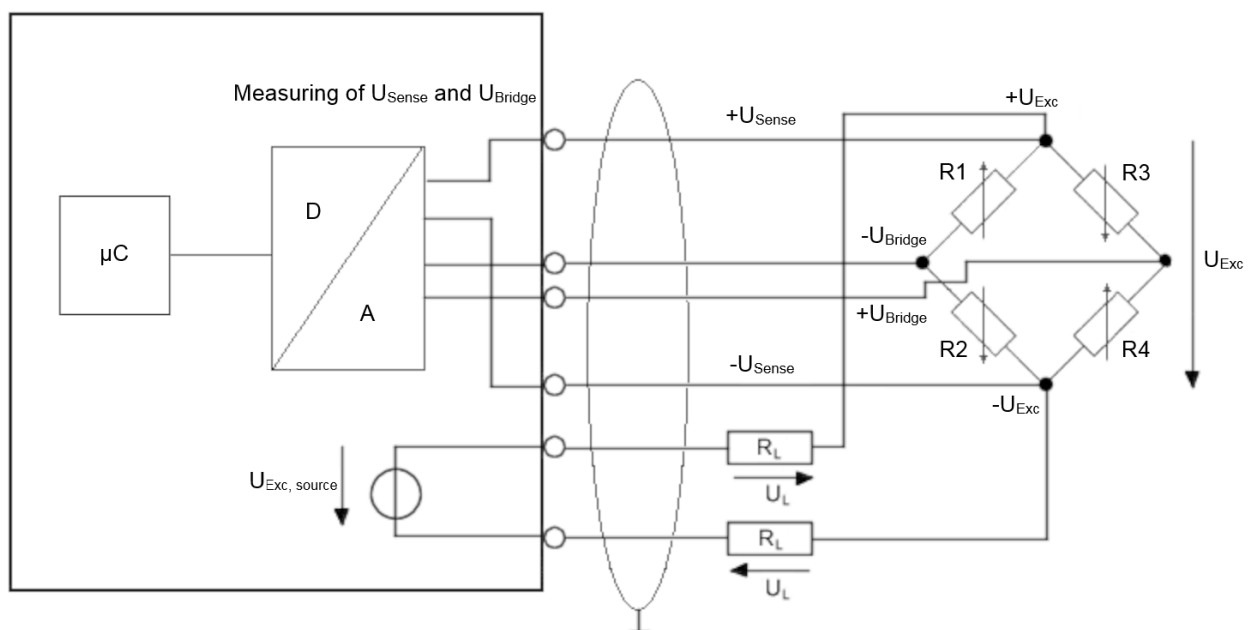 Measuring of USense and UBridge
+USense
+UExc
R1
R3
D
µC
-UBridge
UExc
A
+UBridge
R2
R4
-USense
-UExc
RL
UL
UExc, source
RL
UL